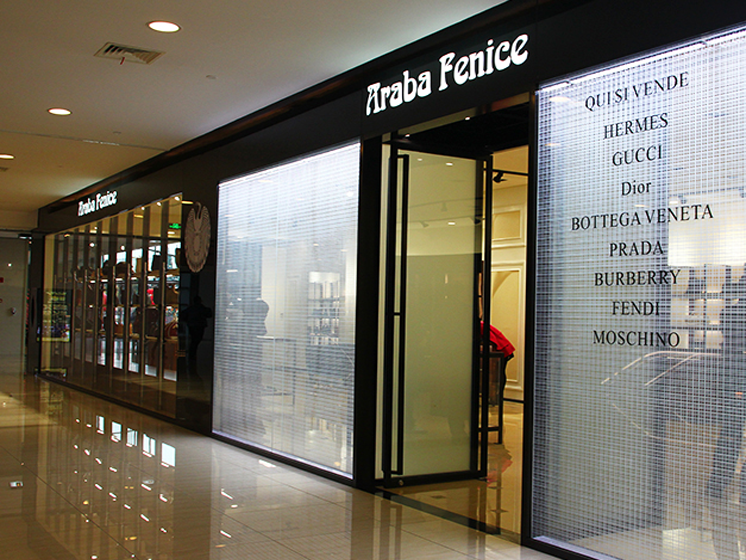 Araba Fenice
Araba Fenice
QUI SI VENDE
HERMES
GUCCI
Dior
BOTTEGA VENETA
PRADA
BURBERRY
FENDI
MOSCHINO